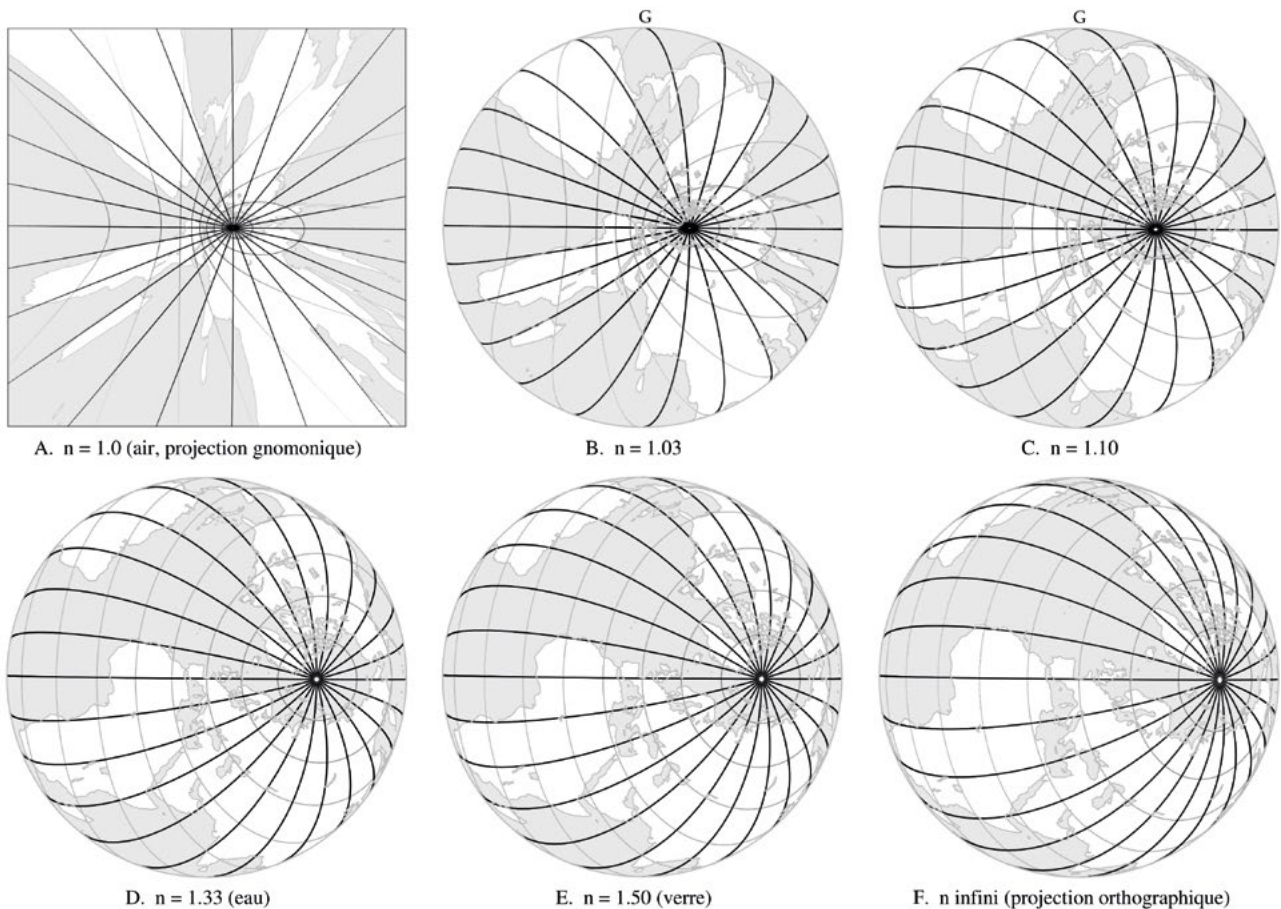 G
G
A. n = 1.0 (air, projection gnomonique)
B. n = 1.03
C. n = 1.10
D. n = 1.33 (eau)
E. n = 1.50 (verre)
F. n infini (projection orthographique)